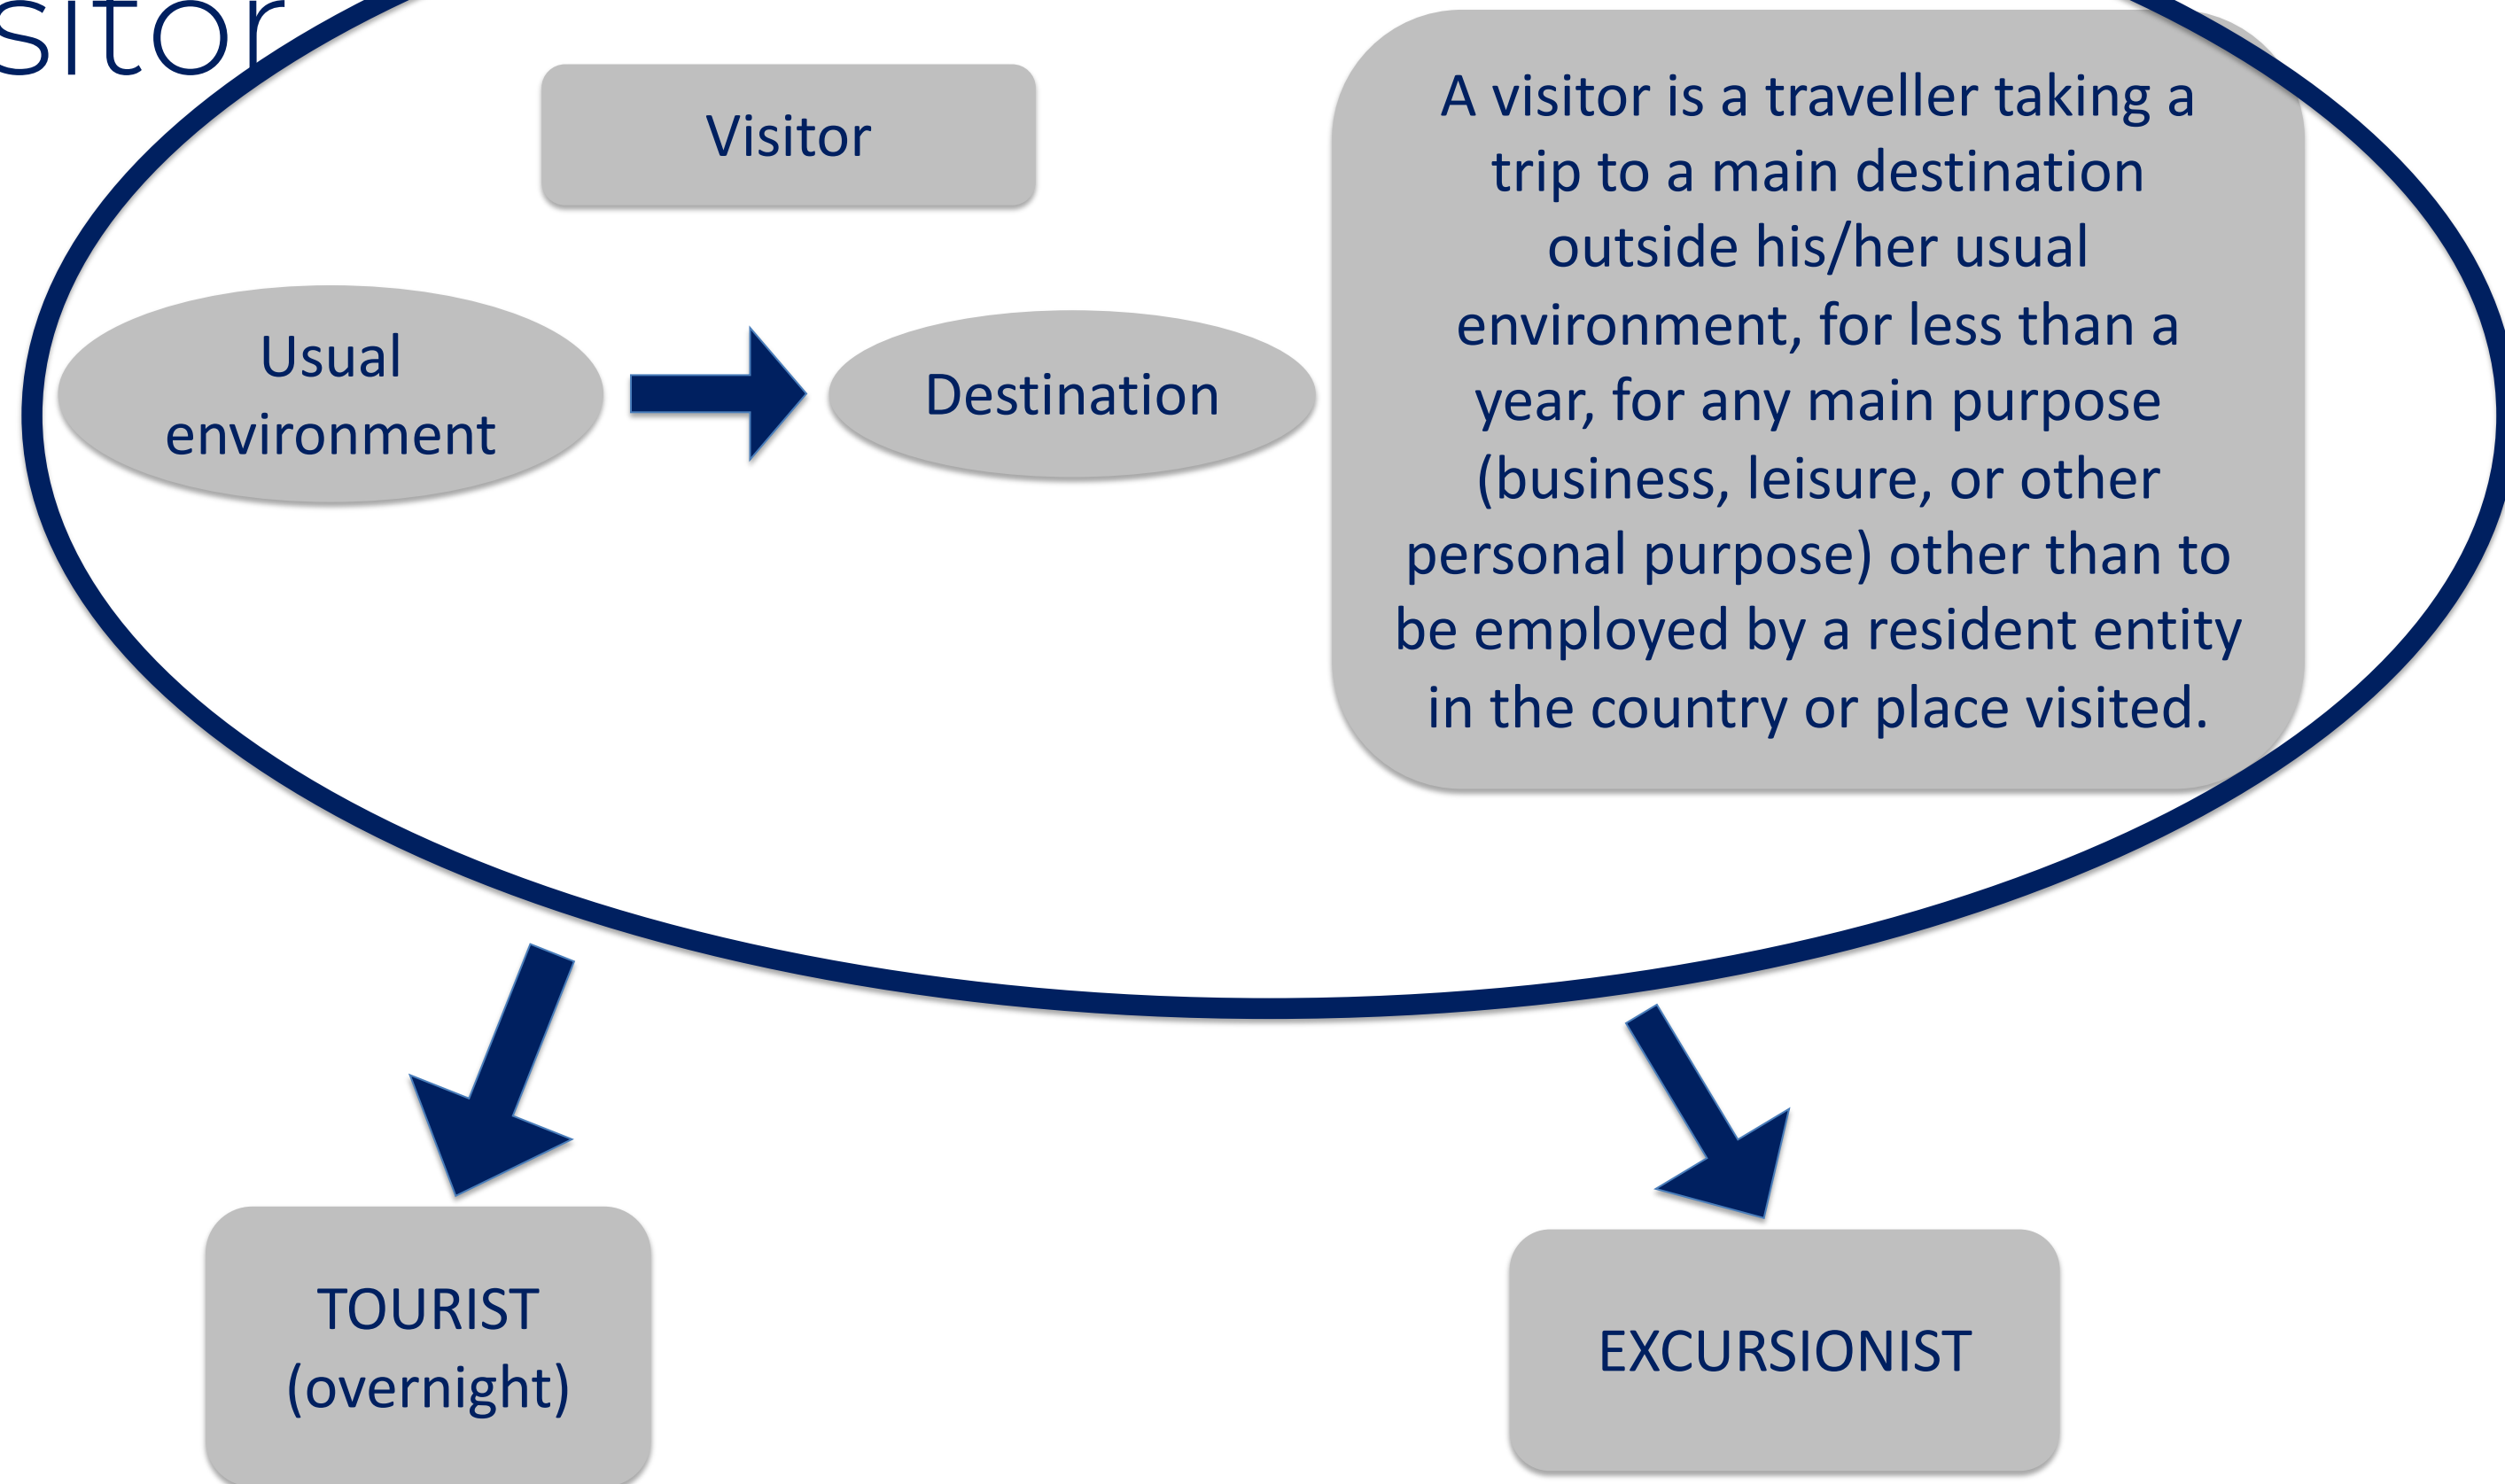 Visitor
A visitor is a traveller taking a
trip to a main destination
outside his/her usual
environment, for less than a
year, for any main purpose
(business, leisure, or other
personal purpose) other than to
be employed by a resident entity
in the country or place visited.
Usual
environment
Destination
TOURIST
(overnight)
EXCURSIONIST